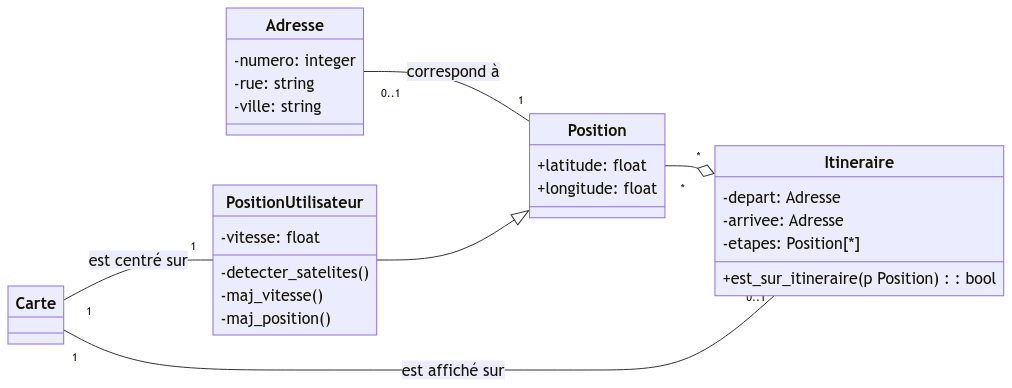 Adresse
-numero: integer
-rue: string
-ville: string
correspond à
0..1
1
Position
+latitude: float
+longitude: float
*
*
Itineraire
-depart: Adresse
-arrivee: Adresse
-etapes: Position[*]
+est_sur_itineraire(p Position) : : bool
0..1
PositionUtilisateur
-vitesse: float
-detecter_satelites()
-maj_vitesse()
-maj_position()
est centré sur
1
1
Carte
1
est affiché sur